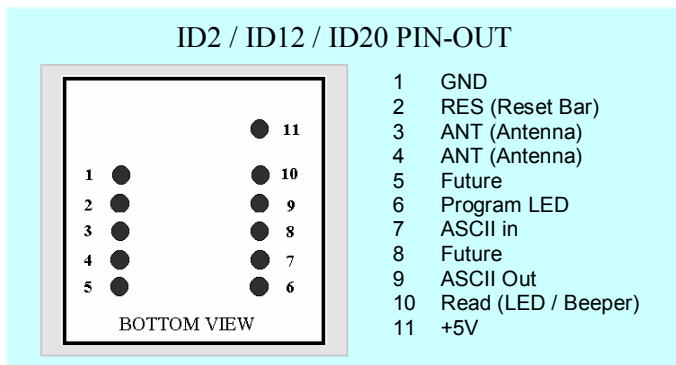 ID2 / ID12 / ID20 PIN-OUT
11
1 10
2 9
3 8
4 7
5 6
BOTTOM VIEW
1 GND
2 RES (Reset Bar)
3 ANT (Antenna)
4 ANT (Antenna)
5 Future
6 Program LED
7 ASCII in
8 Future
9 ASCII Out
10 Read (LED / Beeper)
11 +5V